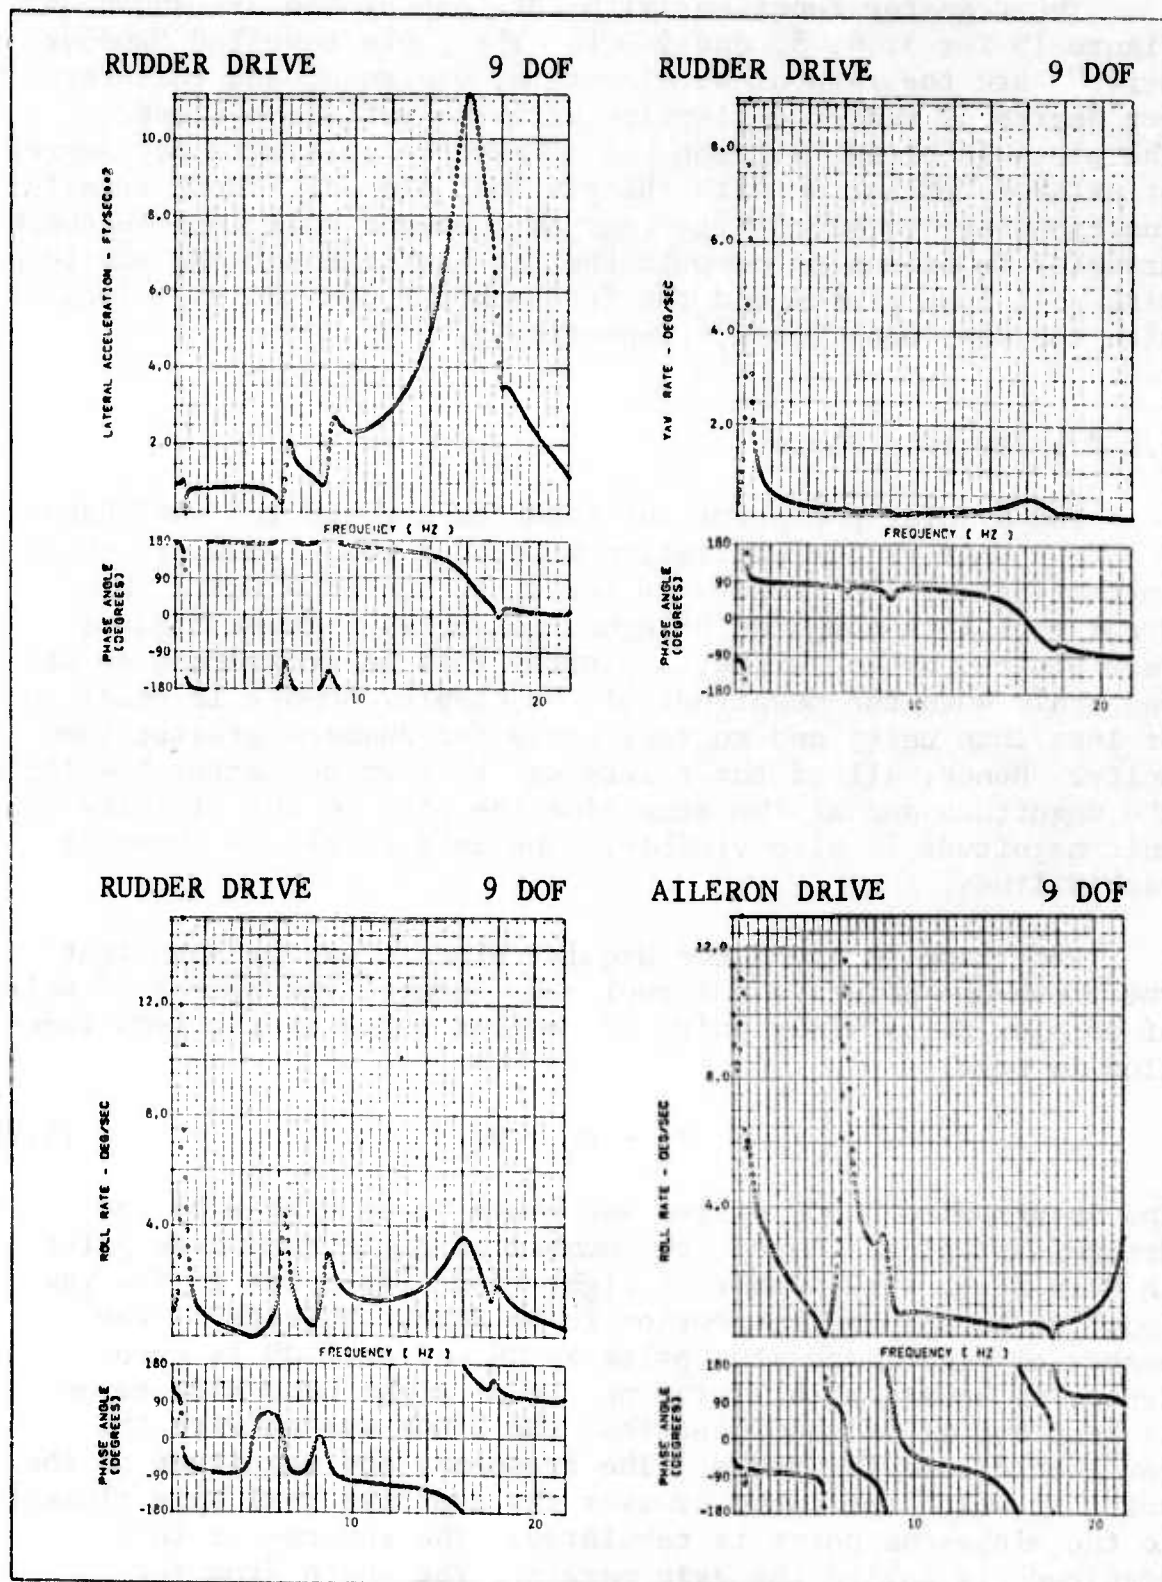 RUDDER DRIVE 9 DOF
10.0
8.0
6.0
4.0
2.0
LATERAL ACCELERATION - FT/SEC**2
FREQUENCY ( HZ )
180
90
0
-90
-180
PHASE ANGLE
(DEGREES)
10
20
RUDDER DRIVE 9 DOF
8.0
6.0
4.0
2.0
YAW RATE - DEG/SEC
FREQUENCY ( HZ )
180
90
0
-90
-180
PHASE ANGLE
(DEGREES)
10
20
RUDDER DRIVE 9 DOF
12.0
8.0
4.0
ROLL RATE - DEG/SEC
FREQUENCY ( HZ )
180
90
0
-90
-180
PHASE ANGLE
(DEGREES)
10
20
AILERON DRIVE 9 DOF
12.0
8.0
4.0
ROLL RATE - DEG/SEC
FREQUENCY ( HZ )
180
90
0
-90
-180
PHASE ANGLE
(DEGREES)
10
20